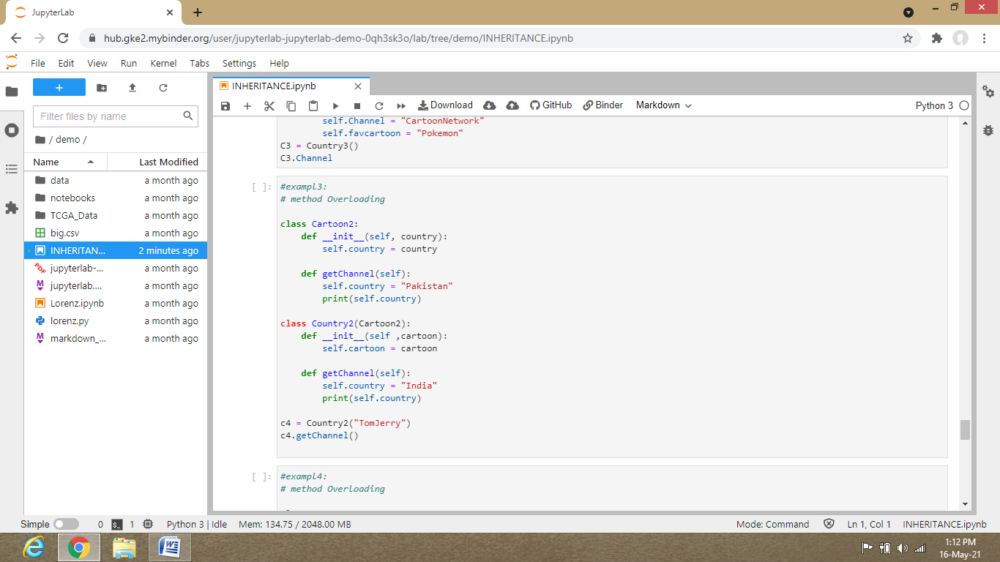 JupyterLab
hub.gke2.mybinder.org/user/jupyterlab-jupyterlab-demo-0qh3sk3o/lab/tree/demo/INHERITANCE.ipynb
File Edit View Run Kernel Tabs Settings Help
Filter files by name
/ demo /
Name Last Modified
data a month ago
notebooks a month ago
TCGA_Data a month ago
big.csv a month ago
INHERITAN... 2 minutes ago
jupyterlab-... a month ago
jupyterlab.... a month ago
Lorenz.ipynb a month ago
lorenz.py a month ago
markdown_... a month ago
INHERITANCE.ipynb
Download GitHub Binder Markdown Python 3
self.Channel = "CartoonNetwork"
self.favcartoon = "Pokemon"
C3 = Country3()
C3.Channel
[ ]: #exampl3:
# method Overloading
class Cartoon2:
def __init__(self, country):
self.country = country
def getChannel(self):
self.country = "Pakistan"
print(self.country)
class Country2(Cartoon2):
def __init__(self ,cartoon):
self.cartoon = cartoon
def getChannel(self):
self.country = "India"
print(self.country)
c4 = Country2("TomJerry")
c4.getChannel()
[ ]: #exampl4:
# method Overloading
Simple 0 1 Python 3 | Idle Mem: 134.75 / 2048.00 MB Mode: Command Ln 1, Col 1 INHERITANCE.ipynb
1:12 PM
16-May-21